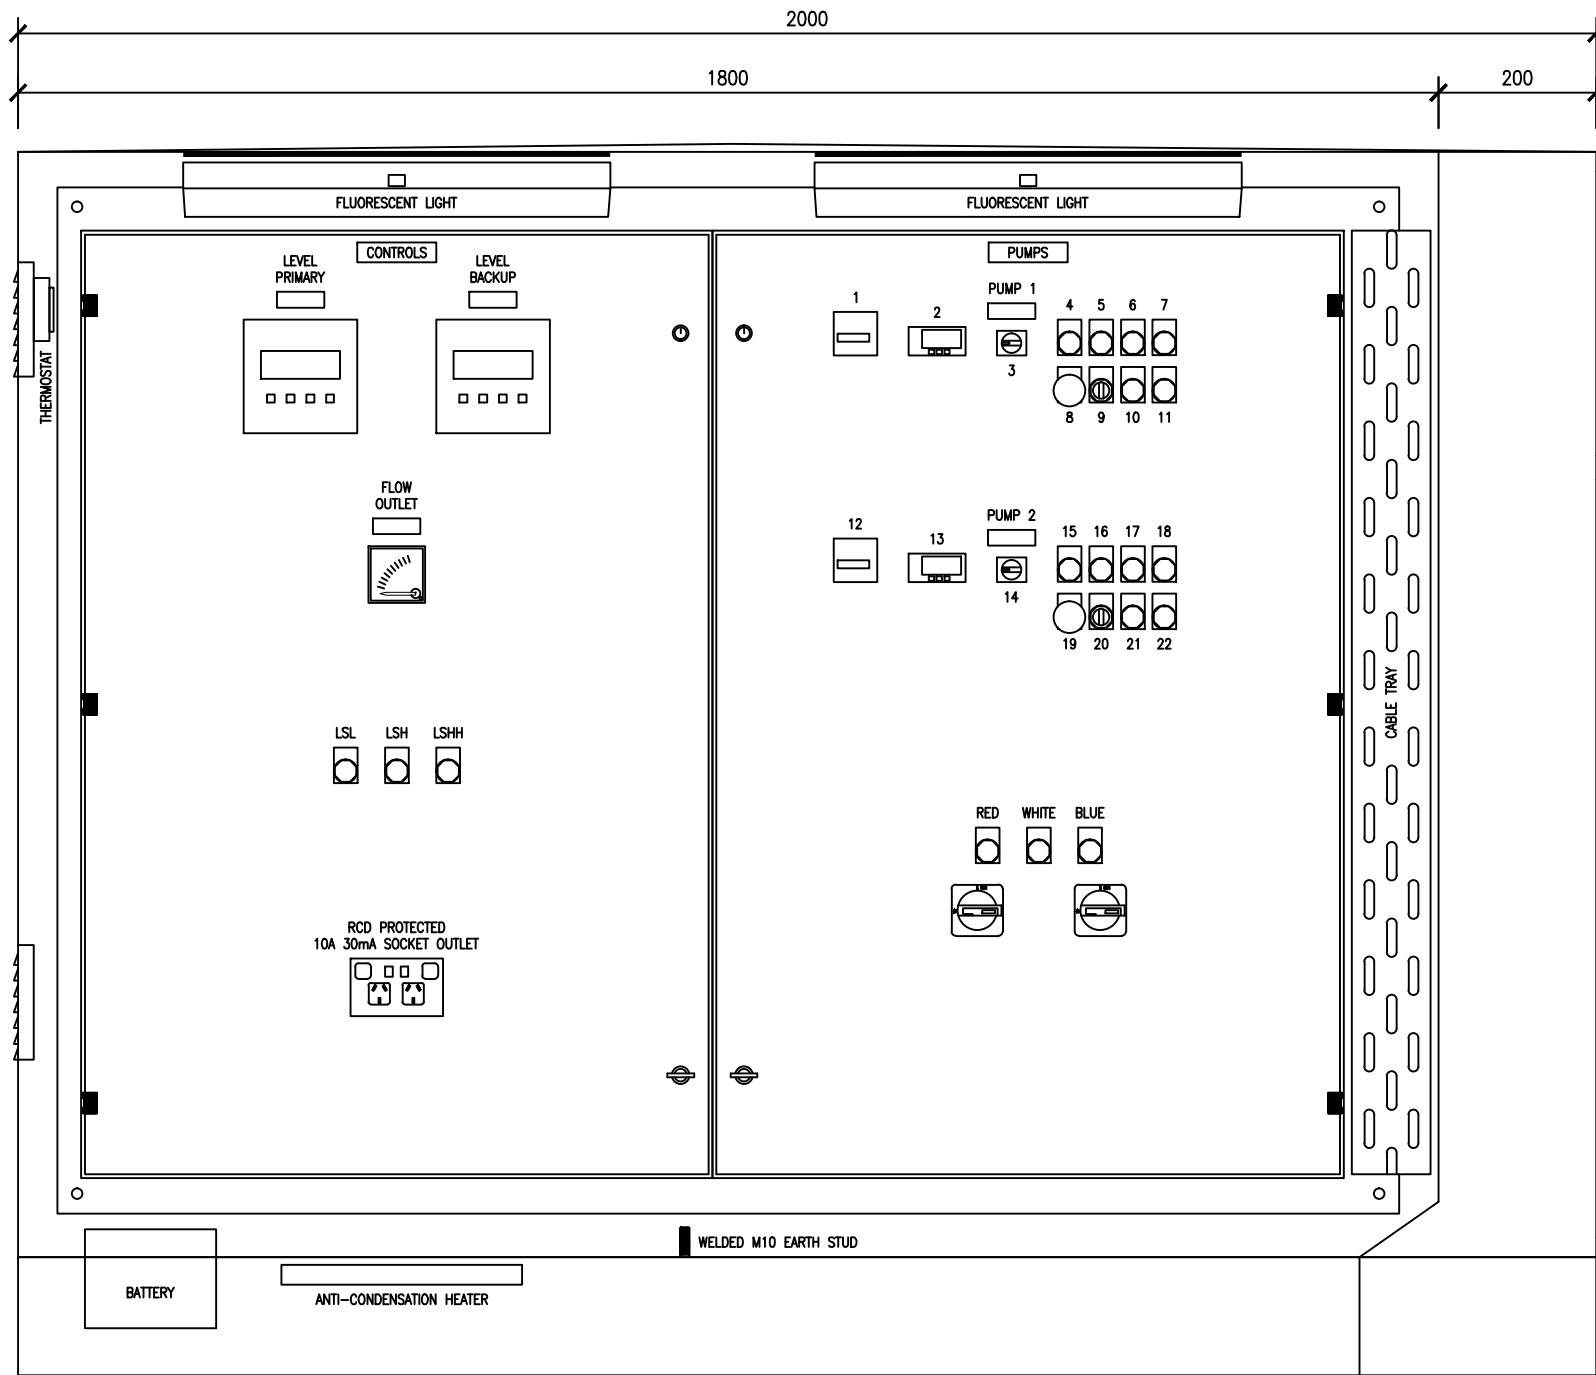 2000
1800
200
FLUORESCENT LIGHT
FLUORESCENT LIGHT
CONTROLS
LEVEL
PRIMARY
LEVEL
BACKUP
THERMOSTAT
FLOW
OUTLET
LSL
LSH
LSHH
RCD PROTECTED
10A 30mA SOCKET OUTLET
PUMPS
PUMP 1
1
2
3
4
5
6
7
8
9
10
11
PUMP 2
12
13
14
15
16
17
18
19
20
21
22
RED
WHITE
BLUE
CABLE TRAY
WELDED M10 EARTH STUD
BATTERY
ANTI-CONDENSATION HEATER